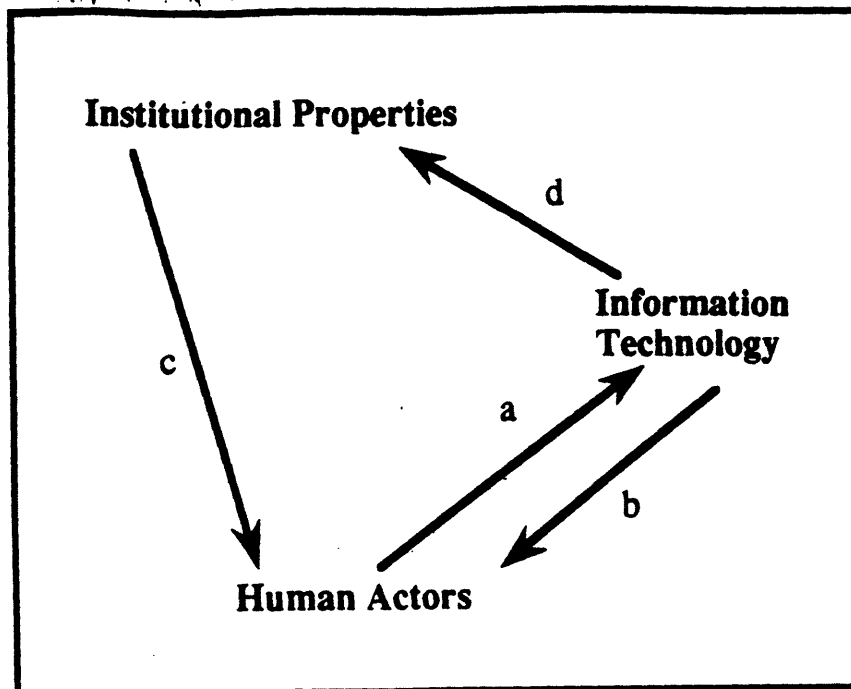 Institutional Properties
d
Information
Technology
c
a
b
Human Actors